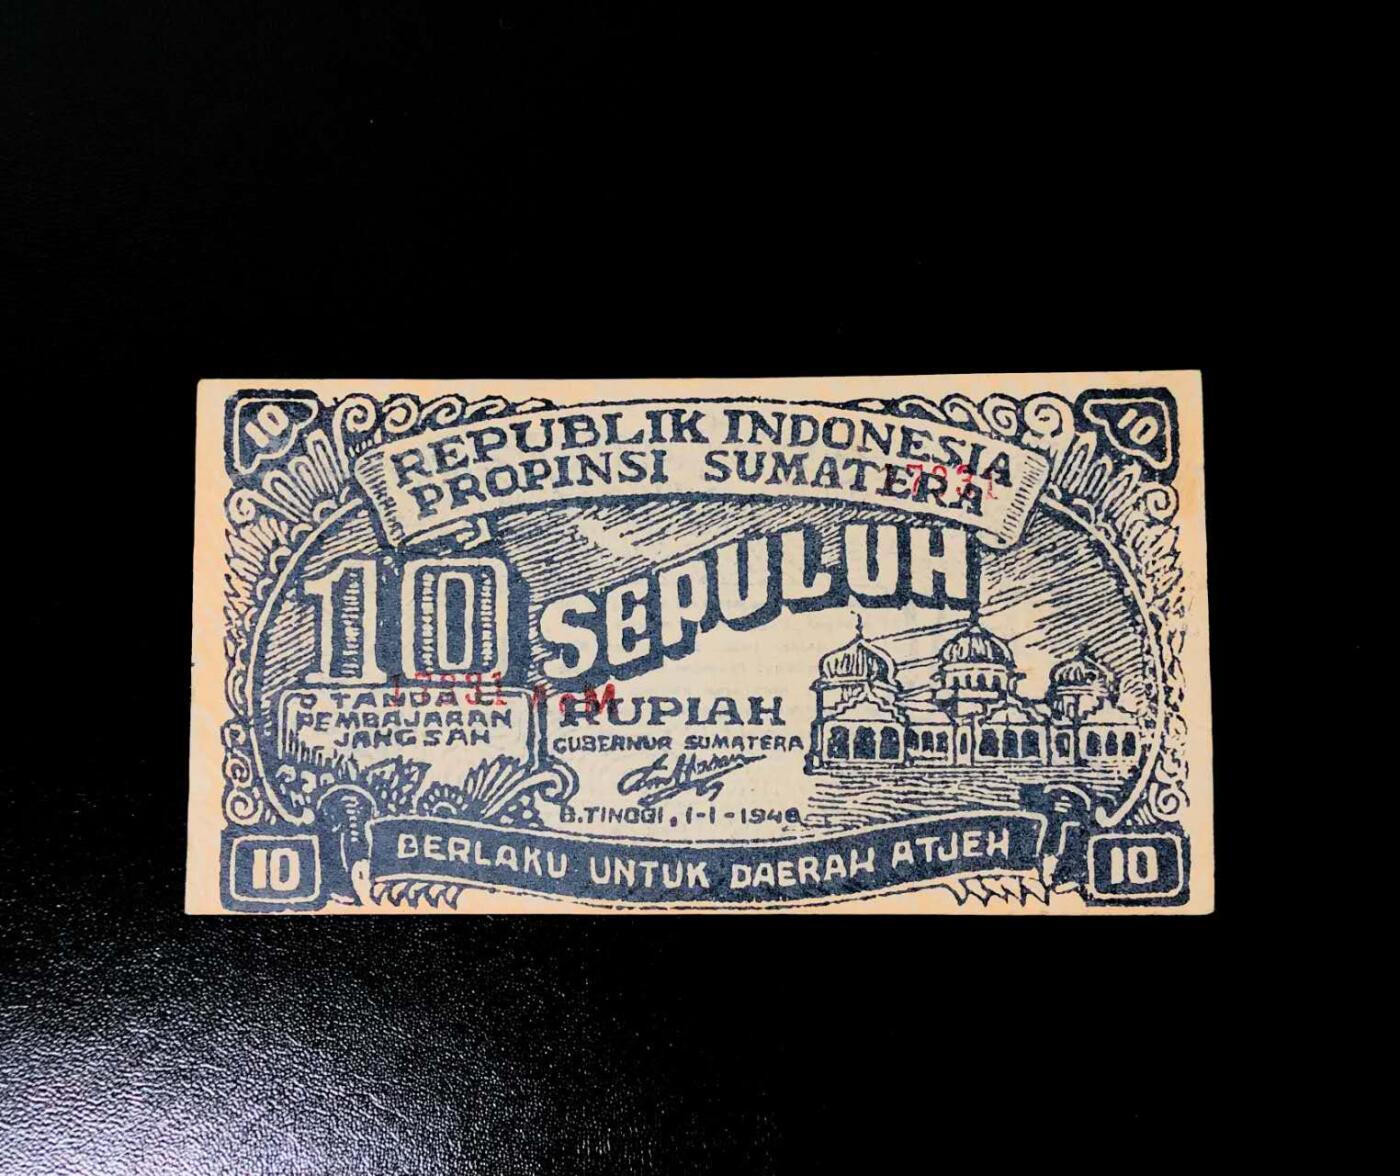 10
10
REPUBLIK INDONESIA
PROPINSI SUMATERA
10
SEPULUH
TANDA
PEMBAJARAN
JANG SAH
RUPIAH
GUBERNUR SUMATERA
B.TINGGI, 1-1-1948
BERLAKU UNTUK DAERAH ATJEH
10
10